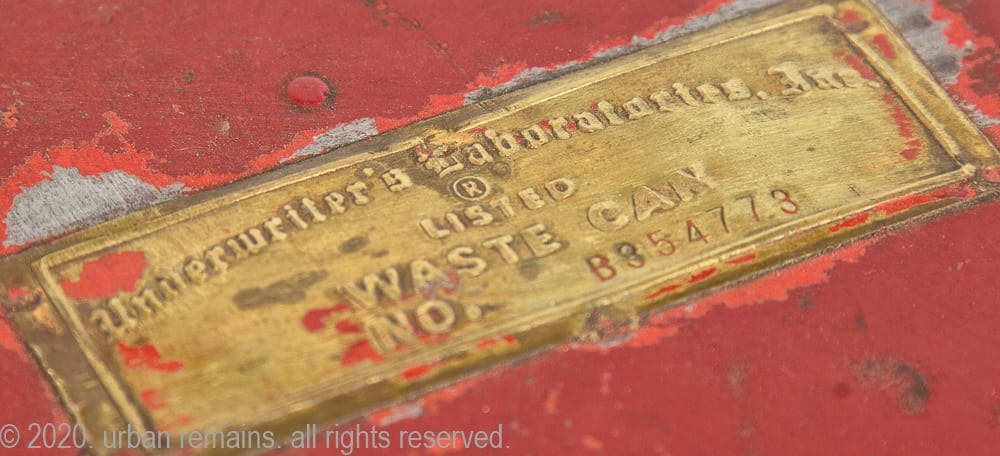 Underwriter's Laboratories, Inc.
®
LISTED
WASTE CAN
NO. B354773
© 2020. urban remains. all rights reserved.